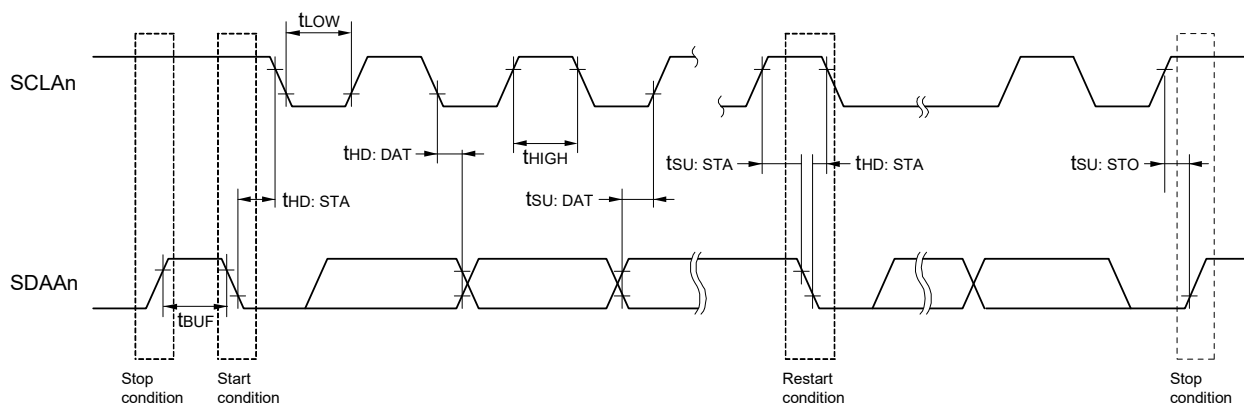 tLOW
SCLAn
tHD: DAT
tHIGH
tSU: STA
tHD: STA
tSU: STO
tHD: STA
tSU: DAT
SDAAn
tBUF
Stop
condition
Start
condition
Restart
condition
Stop
condition